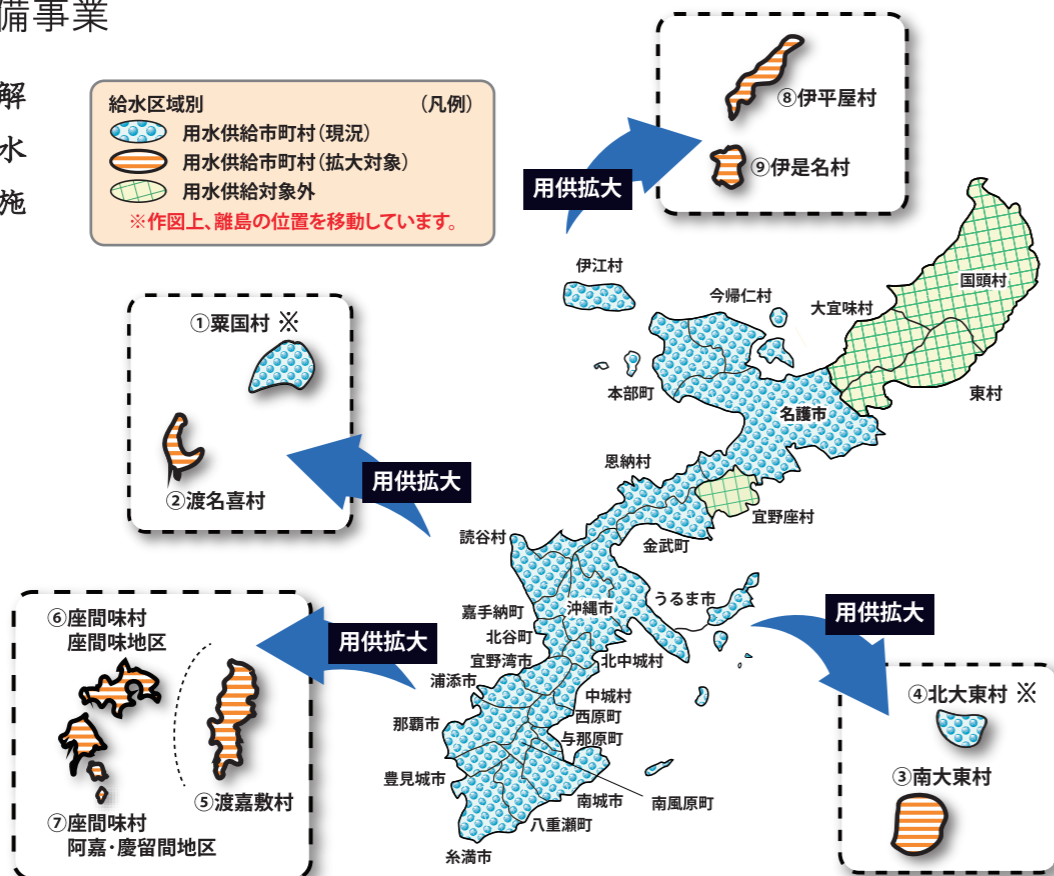 備事業
解
水
施
給水区域別 (凡例)
用水供給市町村(現況)
用水供給市町村(拡大対象)
用水供給対象外
※作図上、離島の位置を移動しています。
⑧伊平屋村
⑨伊是名村
用供拡大
伊江村
今帰仁村
大宜味村
国頭村
本部町
名護市
東村
①粟国村 ※
②渡名喜村
用供拡大
恩納村
宜野座村
金武町
読谷村
嘉手納町
沖縄市
うるま市
北谷町
宜野湾市
北中城村
浦添市
中城村
西原町
那覇市
与那原町
豊見城市
南城市
南風原町
八重瀬町
糸満市
用供拡大
⑥座間味村
座間味地区
⑤渡嘉敷村
⑦座間味村
阿嘉・慶留間地区
用供拡大
④北大東村 ※
③南大東村